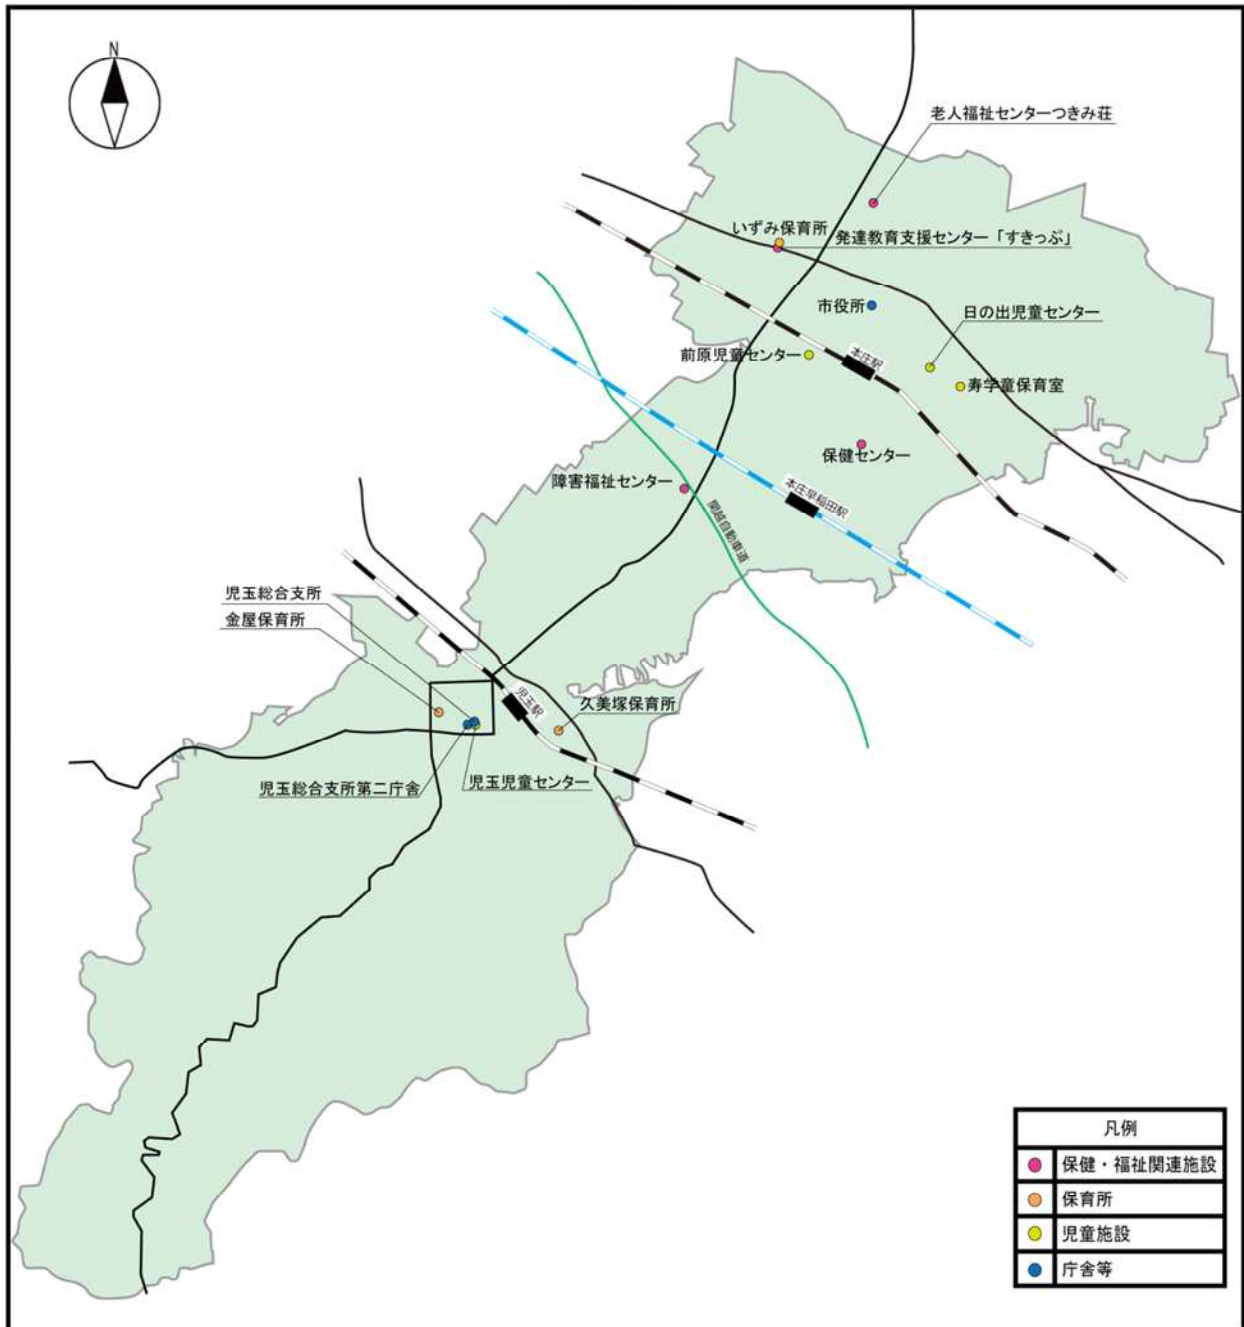 N
老人福祉センターつきみ荘
いずみ保育所
発達教育支援センター「すきっぷ」
市役所
日の出児童センター
前原児童センター
本庄駅
寿学童保育室
保健センター
障害福祉センター
本庄早稲田駅
関越自動車道
児玉総合支所
金屋保育所
児玉駅
久美塚保育所
児玉総合支所第二庁舎
児玉児童センター
凡例
保健・福祉関連施設
保育所
児童施設
庁舎等